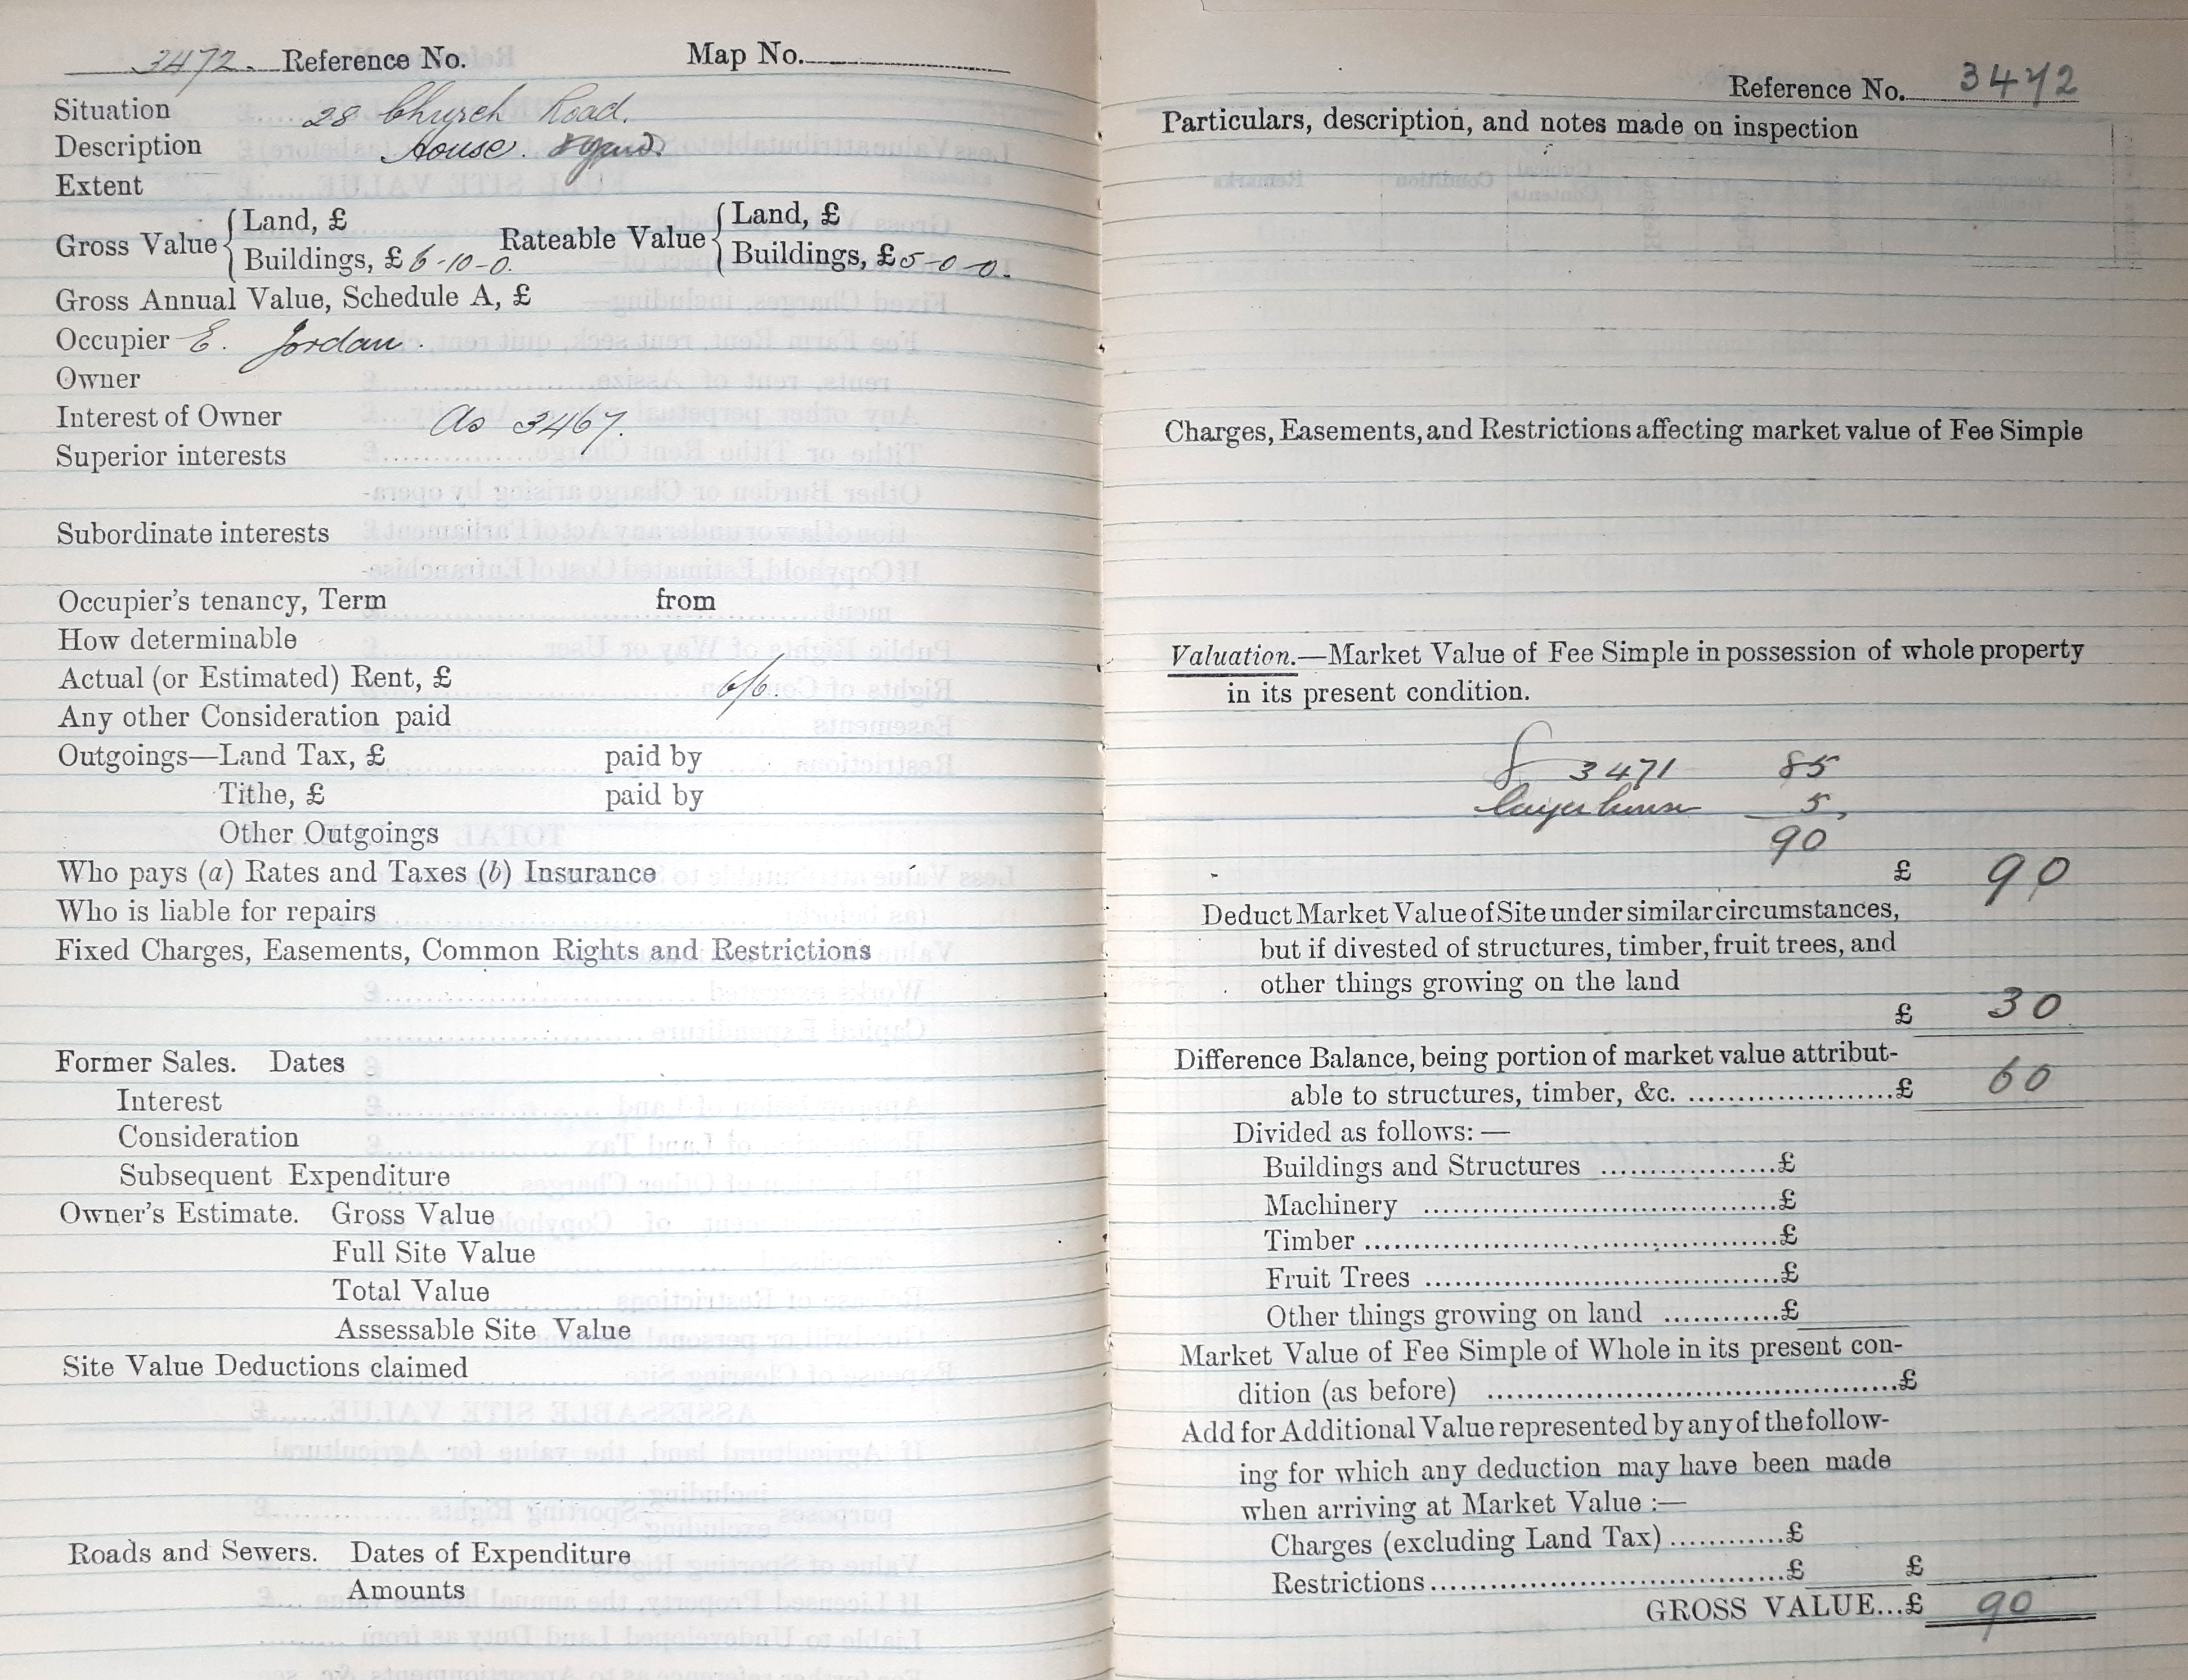 3472. Reference No. Map No.
Situation 28 Church Road.
Description House. & yard.
Extent
Gross Value { Land, £ Rateable Value { Land, £
Buildings, £ 6-10-0. Buildings, £ 5-0-0.
Gross Annual Value, Schedule A, £
Occupier E. Jordan.
Owner
Interest of Owner As 3467.
Superior interests
Subordinate interests
Occupier's tenancy, Term from
How determinable
Actual (or Estimated) Rent, £ 6/6.
Any other Consideration paid
Outgoings—Land Tax, £ paid by
Tithe, £ paid by
Other Outgoings
Who pays (a) Rates and Taxes (b) Insurance
Who is liable for repairs
Fixed Charges, Easements, Common Rights and Restrictions
Former Sales. Dates
Interest
Consideration
Subsequent Expenditure
Owner's Estimate. Gross Value
Full Site Value
Total Value
Assessable Site Value
Site Value Deductions claimed
Roads and Sewers. Dates of Expenditure
Amounts
Reference No. 3472
Particulars, description, and notes made on inspection
Charges, Easements, and Restrictions affecting market value of Fee Simple
Valuation.—Market Value of Fee Simple in possession of whole property
in its present condition.
3471 85
larger house 5
90
£ 90
Deduct Market Value of Site under similar circumstances,
but if divested of structures, timber, fruit trees, and
other things growing on the land
£ 30
Difference Balance, being portion of market value attribut-
able to structures, timber, &c. ......................£ 60
Divided as follows:—
Buildings and Structures ..................£
Machinery .....................................£
Timber.............................................£
Fruit Trees .....................................£
Other things growing on land ............£
Market Value of Fee Simple of Whole in its present con-
dition (as before) ..........................................£
Add for Additional Value represented by any of the follow-
ing for which any deduction may have been made
when arriving at Market Value :—
Charges (excluding Land Tax)............£
Restrictions......................................£ £
GROSS VALUE...£ 90